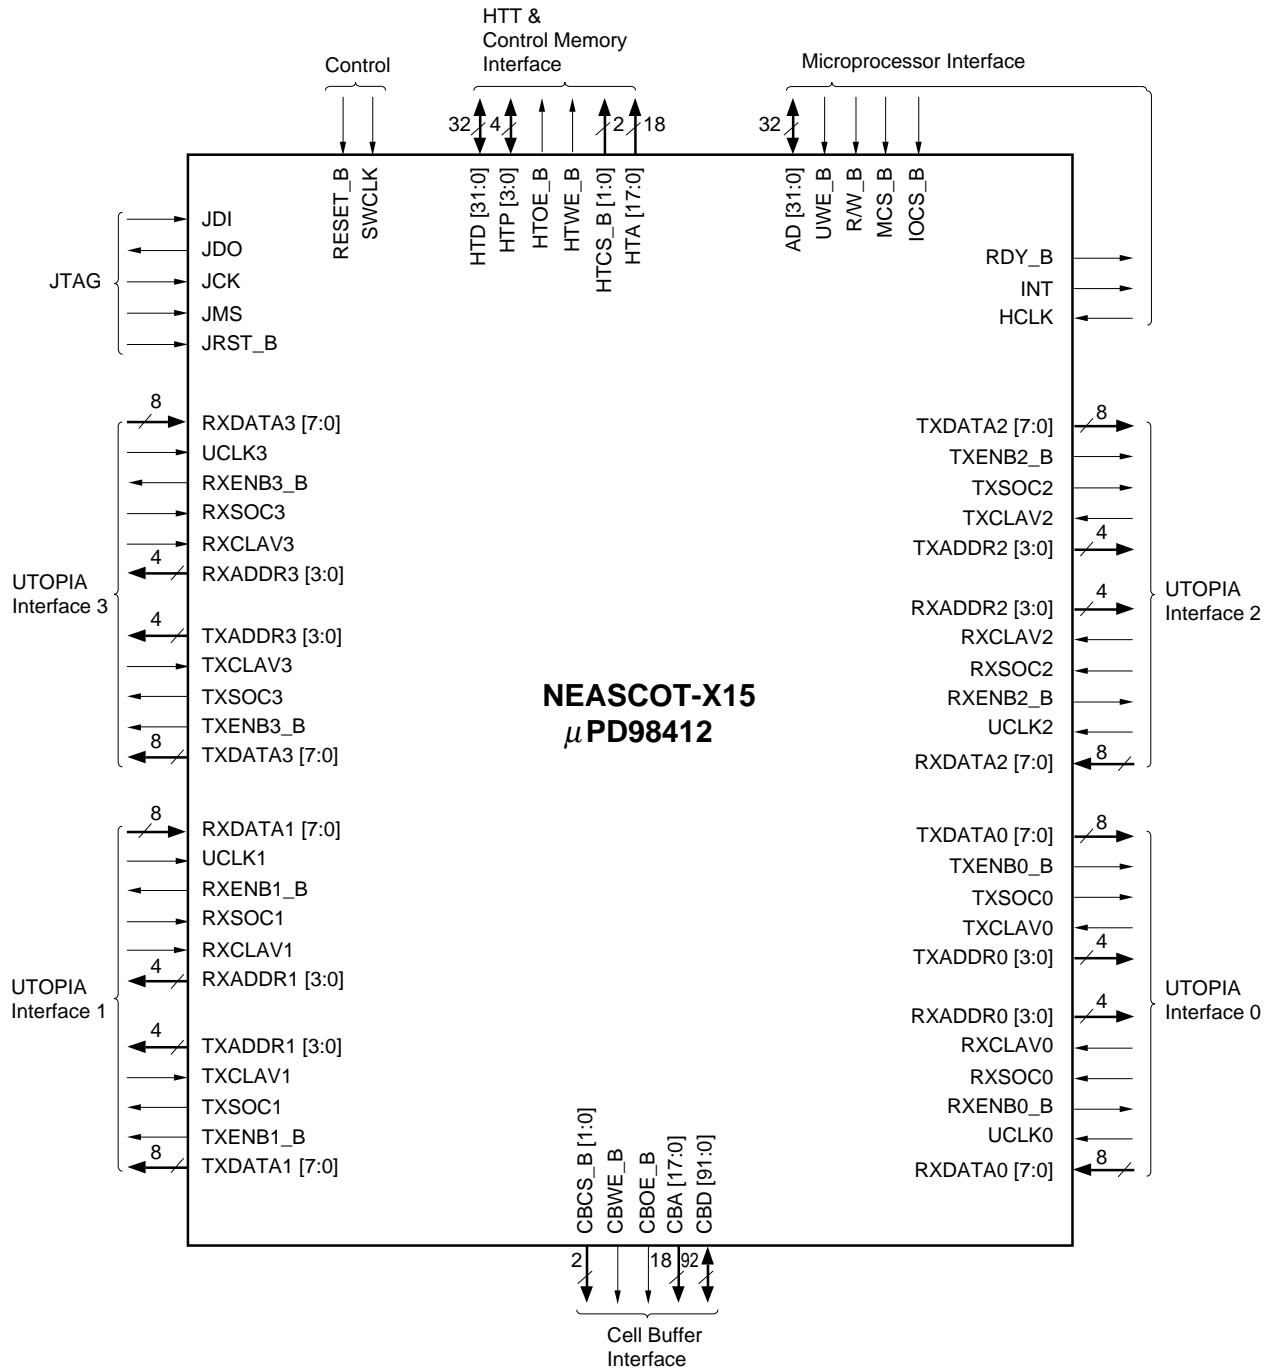 HTT &
Control Memory
Interface
Control
Microprocessor Interface
32
4
2
18
32
RESET_B
SWCLK
HTD [31:0]
HTP [3:0]
HTOE_B
HTWE_B
HTCS_B [1:0]
HTA [17:0]
AD [31:0]
UWE_B
R/W_B
MCS_B
IOCS_B
JTAG
JDI
JDO
JCK
JMS
JRST_B
RDY_B
INT
HCLK
UTOPIA
Interface 3
8
RXDATA3 [7:0]
UCLK3
RXENB3_B
RXSOC3
RXCLAV3
4
RXADDR3 [3:0]
4
TXADDR3 [3:0]
TXCLAV3
TXSOC3
TXENB3_B
8
TXDATA3 [7:0]
NEASCOT-X15
μPD98412
TXDATA2 [7:0]
8
TXENB2_B
TXSOC2
TXCLAV2
TXADDR2 [3:0]
4
RXADDR2 [3:0]
4
RXCLAV2
RXSOC2
RXENB2_B
UCLK2
RXDATA2 [7:0]
8
UTOPIA
Interface 2
UTOPIA
Interface 1
8
RXDATA1 [7:0]
UCLK1
RXENB1_B
RXSOC1
RXCLAV1
4
RXADDR1 [3:0]
4
TXADDR1 [3:0]
TXCLAV1
TXSOC1
TXENB1_B
8
TXDATA1 [7:0]
TXDATA0 [7:0]
8
TXENB0_B
TXSOC0
TXCLAV0
TXADDR0 [3:0]
4
RXADDR0 [3:0]
4
RXCLAV0
RXSOC0
RXENB0_B
UCLK0
RXDATA0 [7:0]
8
UTOPIA
Interface 0
CBCS_B [1:0]
CBWE_B
CBOE_B
CBA [17:0]
CBD [91:0]
2
18
92
Cell Buffer
Interface